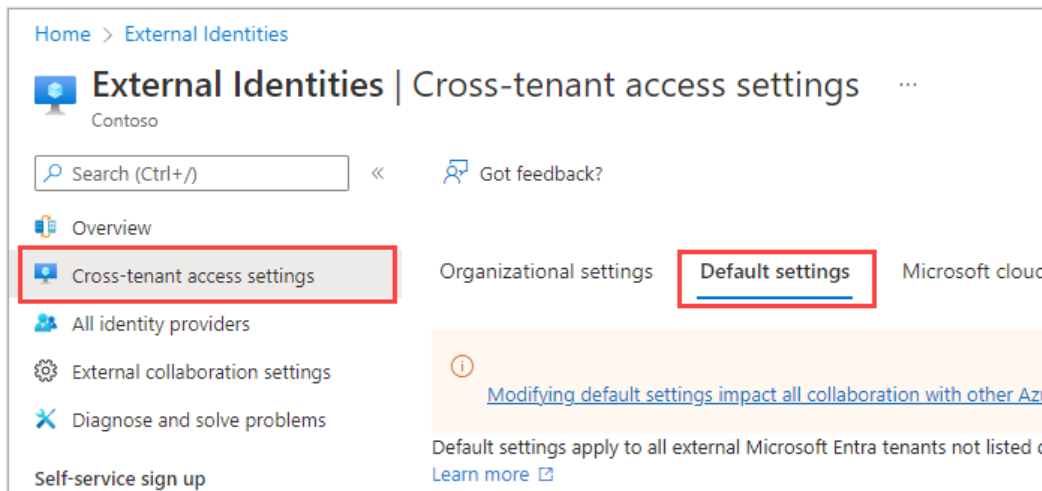 Home > External Identities
External Identities | Cross-tenant access settings ...
Contoso
Search (Ctrl+/)
«
Got feedback?
Overview
Cross-tenant access settings
All identity providers
External collaboration settings
Diagnose and solve problems
Self-service sign up
Organizational settings Default settings Microsoft cloud
Modifying default settings impact all collaboration with other
Default settings apply to all external Microsoft Entra tenants not listed
Learn more